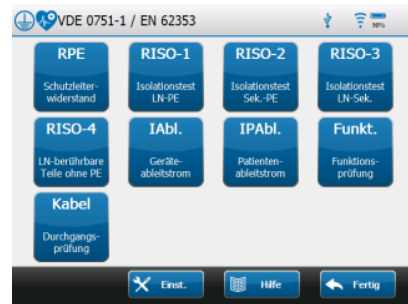 VDE 0751-1 / EN 62353
98%
RPE
Schutzleiter-
widerstand
RISO-1
Isolationstest
LN-PE
RISO-2
Isolationstest
Sek.-PE
RISO-3
Isolationstest
LN-Sek.
RISO-4
LN-berührbare
Teile ohne PE
IAbl.
Geräte-
ableitstrom
IPAbl.
Patienten-
ableitstrom
Funkt.
Funktions-
prüfung
Kabel
Durchgangs-
prüfung
Einst.
Hilfe
Fertig